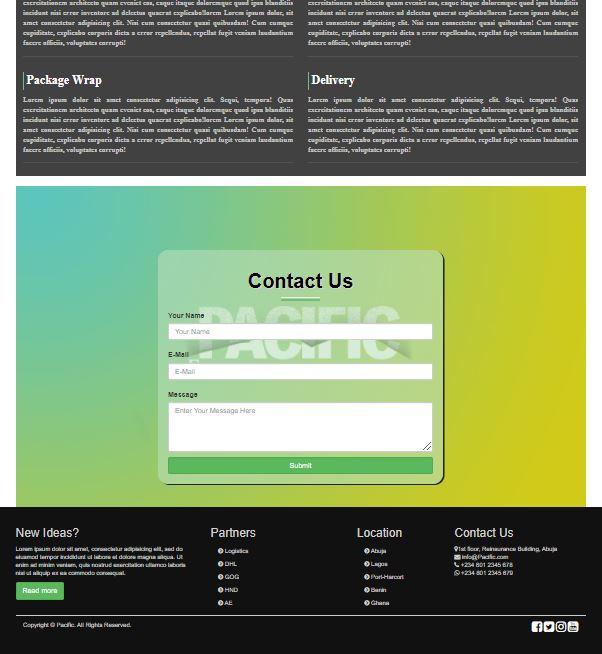 exercitationem architecto quam eveniet eos, eaque itaque doloremque quod ipsa blanditiis
incidunt nisi error inventore ad delectus quaerat explicabo!lorem Lorem ipsum dolor, sit
amet consectetur adipisicing elit. Nisi eum consectetur quasi quibusdam! Cum cumque
cupiditate, explicabo corporis dicta a error repellendus, repellat fugit veniam laudantium
facere officiis, voluptates corrupti!
exercitationem architecto quam eveniet eos, eaque itaque doloremque quod ipsa blanditiis
incidunt nisi error inventore ad delectus quaerat explicabo!lorem Lorem ipsum dolor, sit
amet consectetur adipisicing elit. Nisi eum consectetur quasi quibusdam! Cum cumque
cupiditate, explicabo corporis dicta a error repellendus, repellat fugit veniam laudantium
facere officiis, voluptates corrupti!
Package Wrap
Lorem ipsum dolor sit amet consectetur adipisicing elit. Sequi, tempora! Quas
exercitationem architecto quam eveniet eos, eaque itaque doloremque quod ipsa blanditiis
incidunt nisi error inventore ad delectus quaerat explicabo!lorem Lorem ipsum dolor, sit
amet consectetur adipisicing elit. Nisi eum consectetur quasi quibusdam! Cum cumque
cupiditate, explicabo corporis dicta a error repellendus, repellat fugit veniam laudantium
facere officiis, voluptates corrupti!
Delivery
Lorem ipsum dolor sit amet consectetur adipisicing elit. Sequi, tempora! Quas
exercitationem architecto quam eveniet eos, eaque itaque doloremque quod ipsa blanditiis
incidunt nisi error inventore ad delectus quaerat explicabo!lorem Lorem ipsum dolor, sit
amet consectetur adipisicing elit. Nisi eum consectetur quasi quibusdam! Cum cumque
cupiditate, explicabo corporis dicta a error repellendus, repellat fugit veniam laudantium
facere officiis, voluptates corrupti!
Contact Us
PACIFIC
Your Name
Your Name
E-Mail
E-Mail
Message
Enter Your Message Here
Submit
New Ideas?
Lorem ipsum dolor sit amet, consectetur adipisicing elit, sed do
eiusmod tempor incididunt ut labore et dolore magna aliqua. Ut
enim ad minim veniam, quis nostrud exercitation ullamco laboris
nisi ut aliquip ex ea commodo consequat.
Read more
Partners
Logistics
DHL
GOG
HND
AE
Location
Abuja
Lagos
Port-Harcort
Benin
Ghana
Contact Us
1st floor, Reinsurance Building, Abuja
info@Pacific.com
+234 801 2345 678
+234 801 2345 679
Copyright © Pacific. All Rights Reserved.